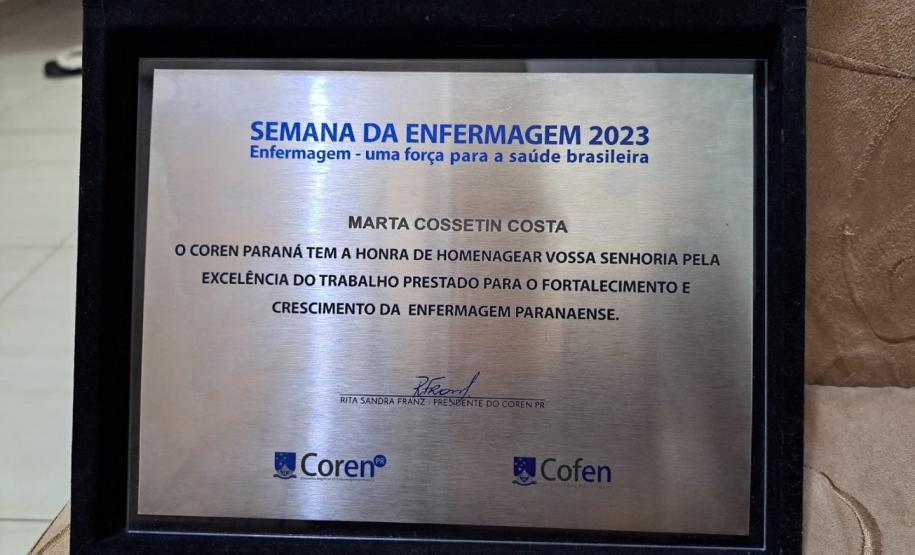 SEMANA DA ENFERMAGEM 2023
Enfermagem - uma força para a saúde brasileira
MARTA COSSETIN COSTA
O COREN PARANÁ TEM A HONRA DE HOMENAGEAR VOSSA SENHORIA PELA
EXCELÊNCIA DO TRABALHO PRESTADO PARA O FORTALECIMENTO E
CRESCIMENTO DA ENFERMAGEM PARANAENSE.
RITA SANDRA FRANZ - PRESIDENTE DO COREN PR
Coren PR
Cofen